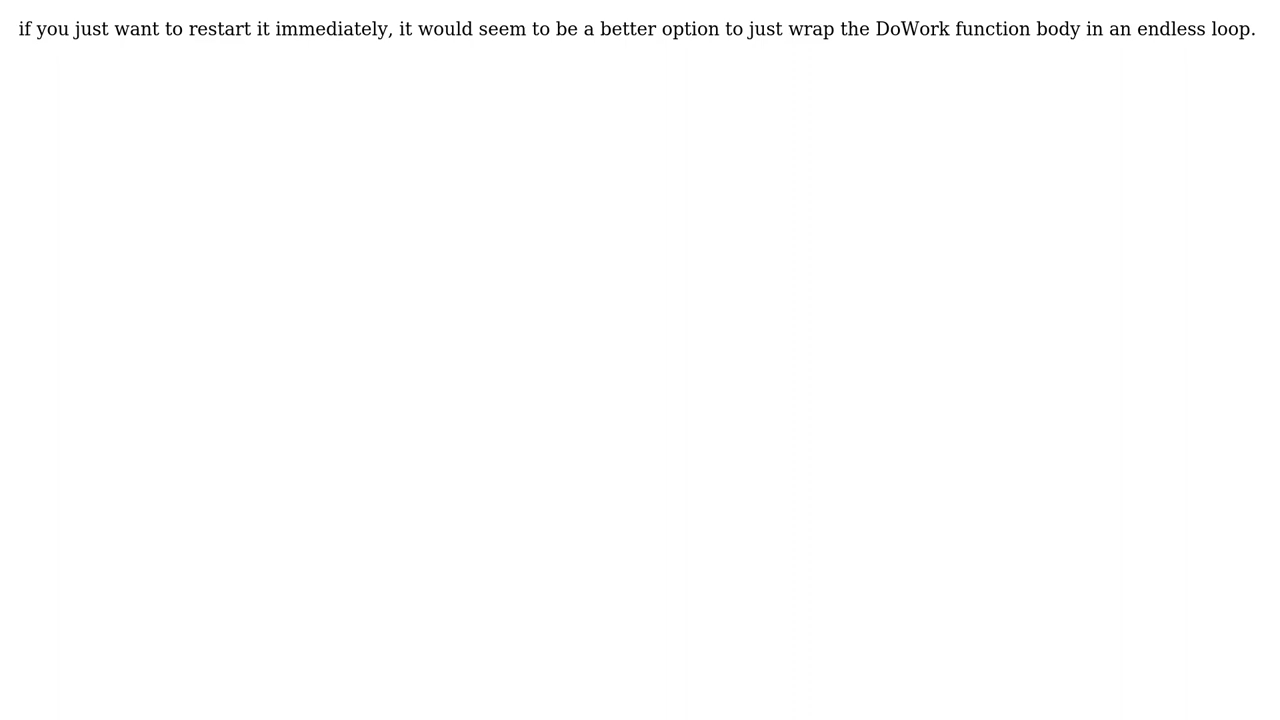 if you just want to restart it immediately, it would seem to be a better option to just wrap the DoWork function body in an endless loop.